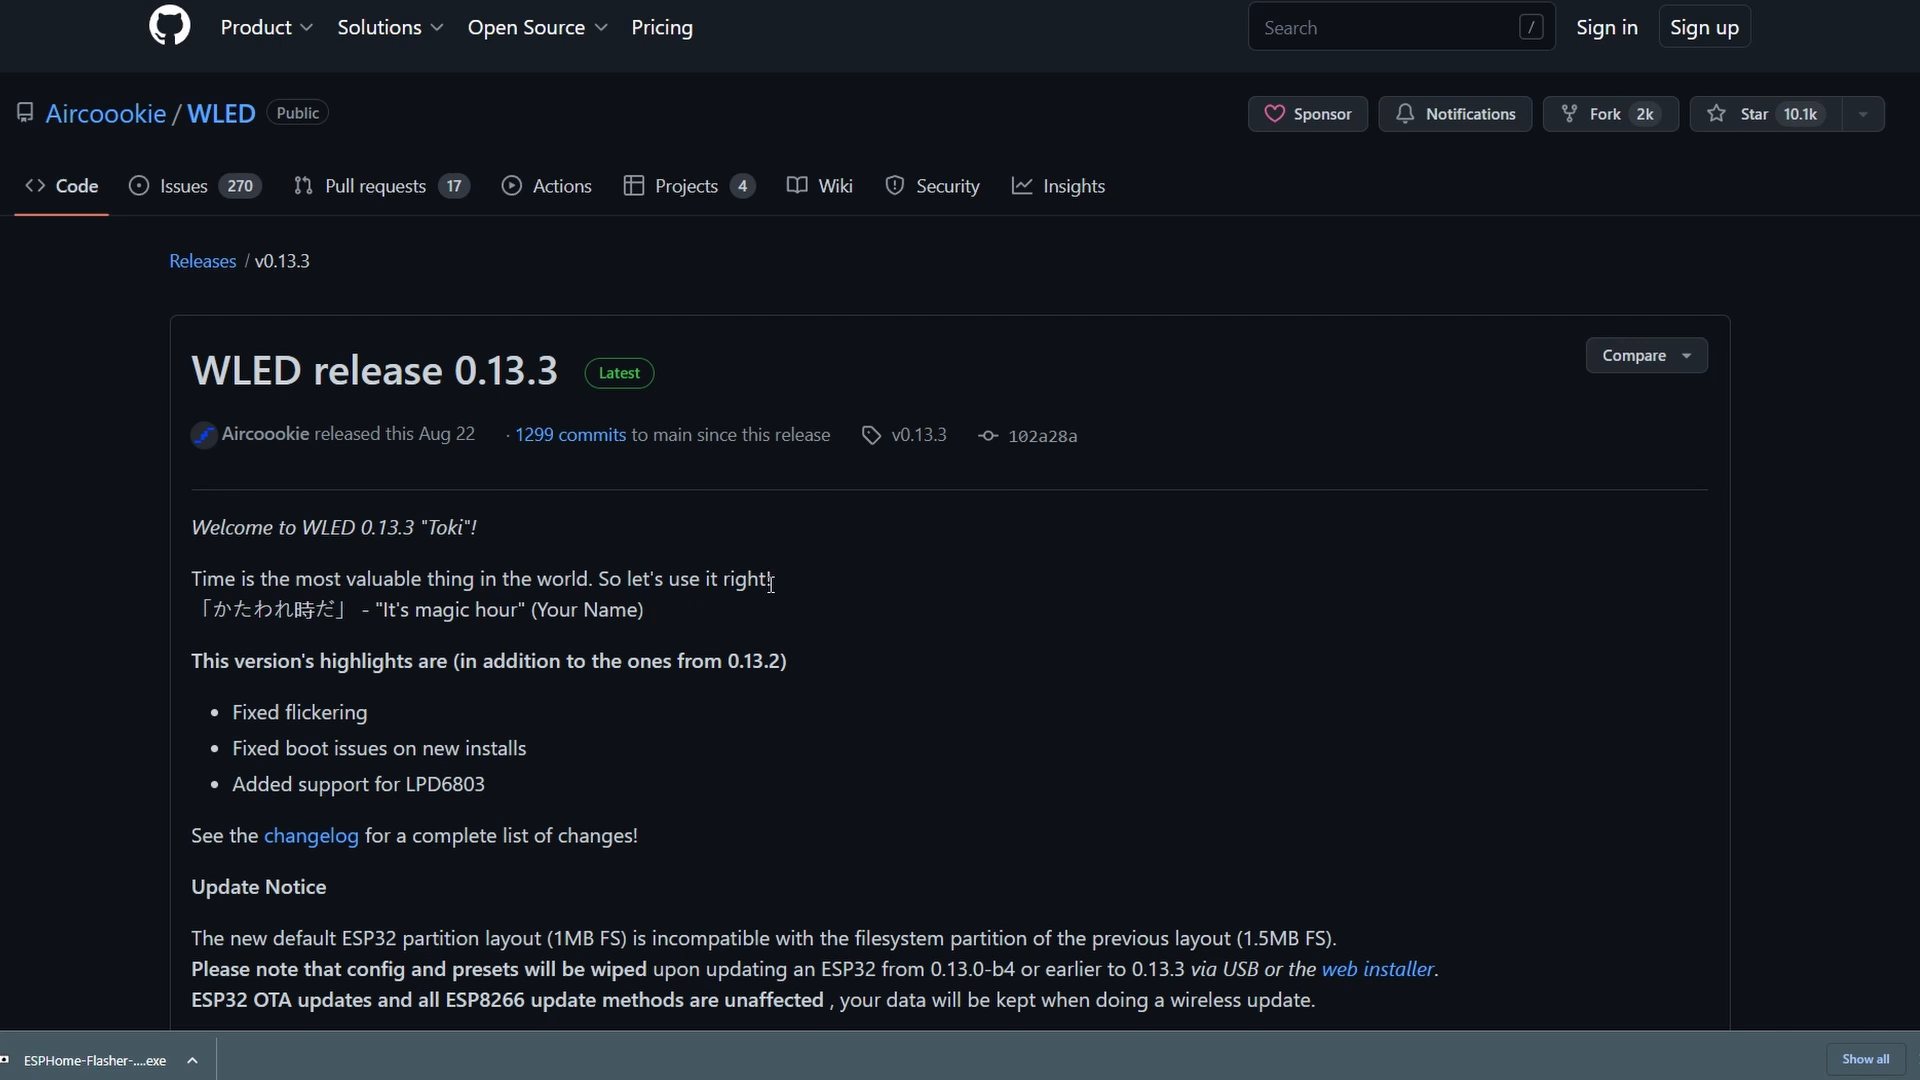 Product Solutions Open Source Pricing Search / Sign in Sign up
Aircoookie / WLED Public Sponsor Notifications Fork 2k Star 10.1k
Code Issues 270 Pull requests 17 Actions Projects 4 Wiki Security Insights
Releases / v0.13.3
WLED release 0.13.3 Latest Compare
Aircoookie released this Aug 22 · 1299 commits to main since this release v0.13.3 102a28a
Welcome to WLED 0.13.3 "Toki"!
Time is the most valuable thing in the world. So let's use it right!
「かたわれ時だ」 - "It's magic hour" (Your Name)
This version's highlights are (in addition to the ones from 0.13.2)
• Fixed flickering
• Fixed boot issues on new installs
• Added support for LPD6803
See the changelog for a complete list of changes!
Update Notice
The new default ESP32 partition layout (1MB FS) is incompatible with the filesystem partition of the previous layout (1.5MB FS).
Please note that config and presets will be wiped upon updating an ESP32 from 0.13.0-b4 or earlier to 0.13.3 via USB or the web installer.
ESP32 OTA updates and all ESP8266 update methods are unaffected , your data will be kept when doing a wireless update.
ESPHome-Flasher-....exe Show all